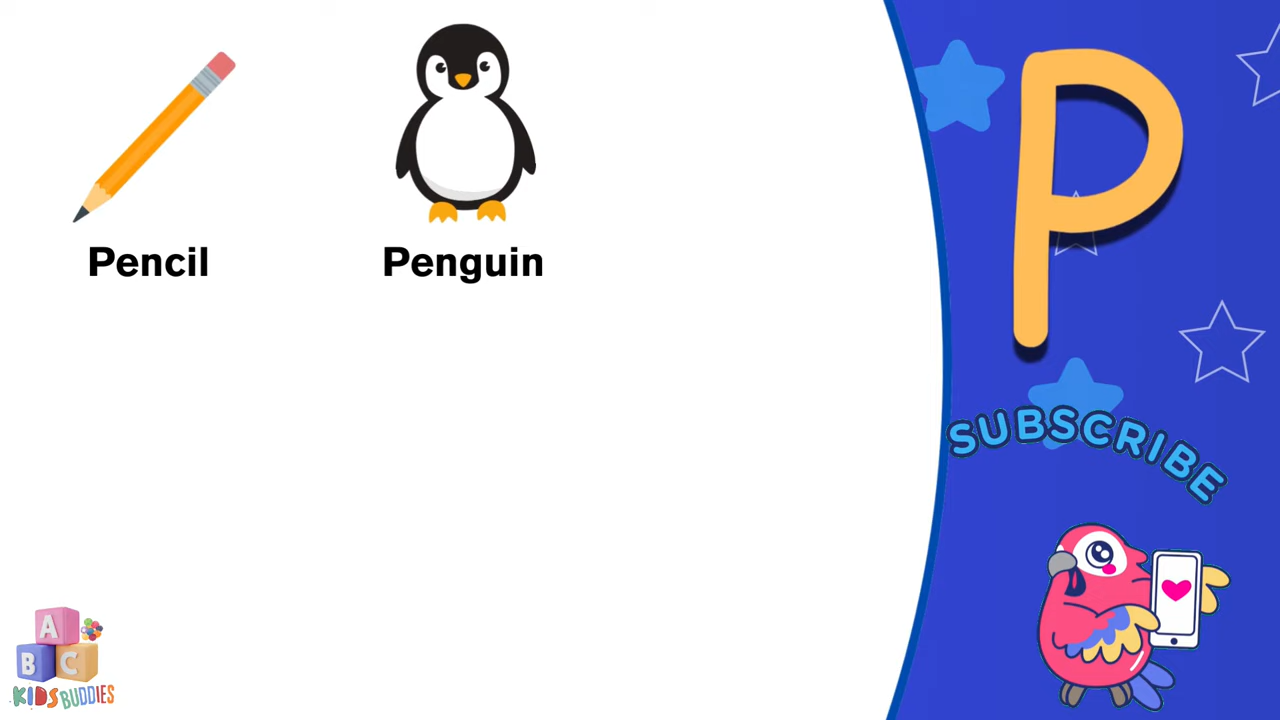 Pencil
Penguin
P
SUBSCRIBE
A
B C
KIDS BUDDIES